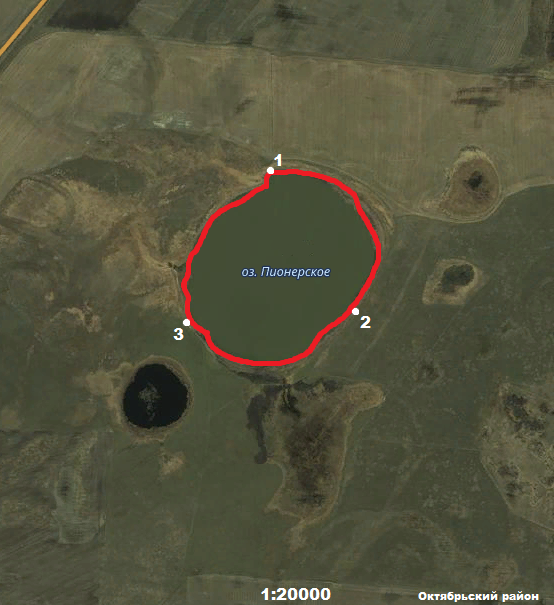 1
оз. Пионерское
2
3
1:20000
Октябрьский район